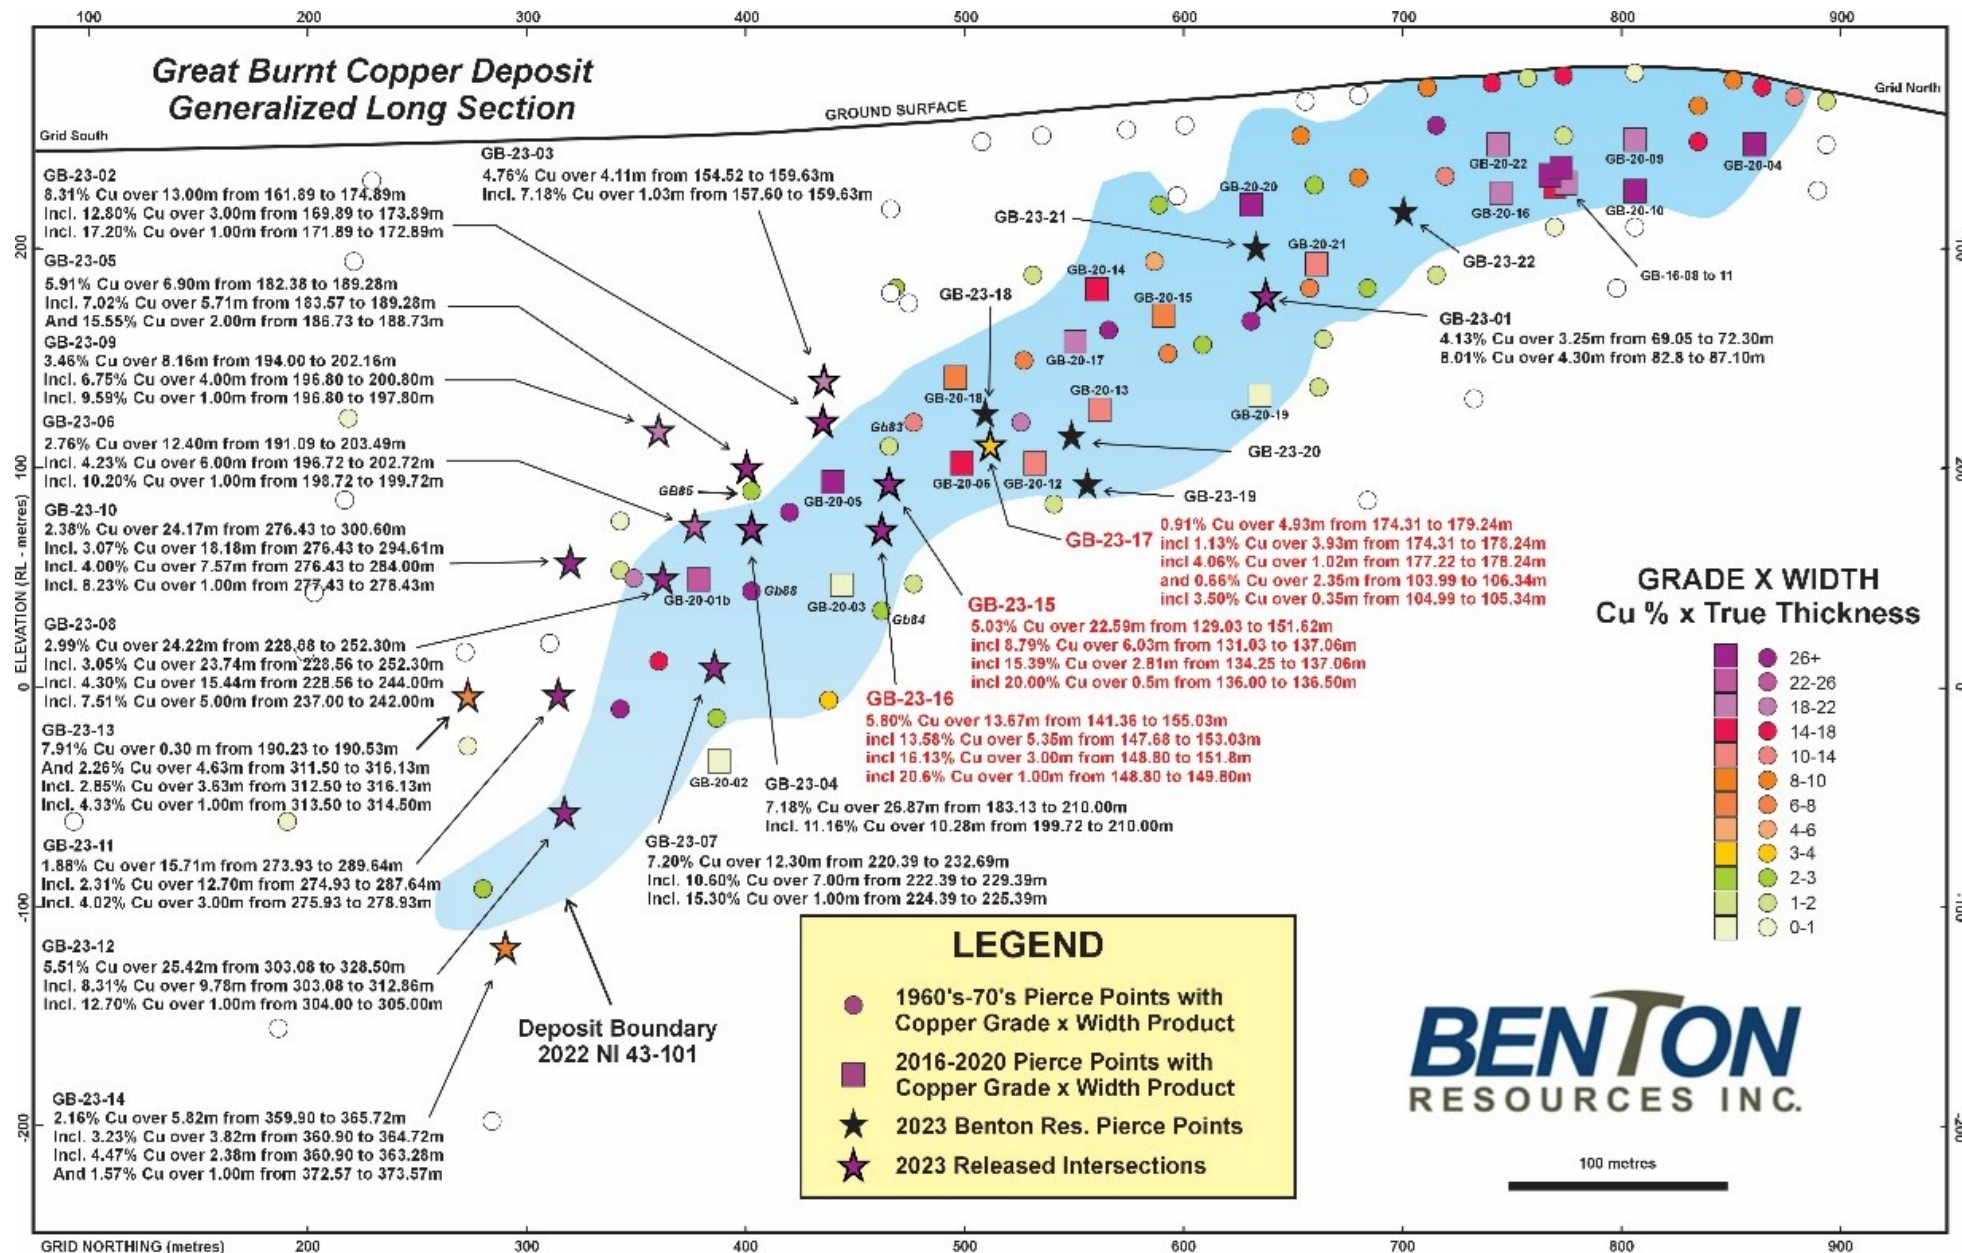 100 200 300 400 500 600 700 800 900
Great Burnt Copper Deposit
Generalized Long Section
GROUND SURFACE
Grid South
Grid North
GB-23-02
8.31% Cu over 13.00m from 161.89 to 174.89m
Incl. 12.80% Cu over 3.00m from 169.89 to 173.89m
Incl. 17.20% Cu over 1.00m from 171.89 to 172.89m
GB-23-05
5.91% Cu over 6.90m from 182.38 to 189.28m
Incl. 7.02% Cu over 5.71m from 183.57 to 189.28m
And 15.55% Cu over 2.00m from 186.73 to 188.73m
GB-23-09
3.46% Cu over 8.16m from 194.00 to 202.16m
Incl. 6.75% Cu over 4.00m from 196.80 to 200.80m
Incl. 9.59% Cu over 1.00m from 196.80 to 197.80m
GB-23-06
2.76% Cu over 12.40m from 191.09 to 203.49m
Incl. 4.23% Cu over 6.00m from 196.72 to 202.72m
Incl. 10.20% Cu over 1.00m from 198.72 to 199.72m
GB-23-10
2.38% Cu over 24.17m from 276.43 to 300.60m
Incl. 3.07% Cu over 18.18m from 276.43 to 294.61m
Incl. 4.00% Cu over 7.57m from 276.43 to 284.00m
Incl. 8.23% Cu over 1.00m from 277.43 to 278.43m
GB-23-08
2.99% Cu over 24.22m from 228.68 to 252.30m
Incl. 3.05% Cu over 23.74m from 228.56 to 252.30m
Incl. 4.30% Cu over 15.44m from 228.56 to 244.00m
Incl. 7.51% Cu over 5.00m from 237.00 to 242.00m
GB-23-13
7.91% Cu over 0.30 m from 190.23 to 190.53m
And 2.26% Cu over 4.63m from 311.50 to 316.13m
Incl. 2.85% Cu over 3.63m from 312.50 to 316.13m
Incl. 4.33% Cu over 1.00m from 313.50 to 314.50m
GB-23-11
1.88% Cu over 15.71m from 273.93 to 289.64m
Incl. 2.31% Cu over 12.70m from 274.93 to 287.64m
Incl. 4.02% Cu over 3.00m from 275.93 to 278.93m
GB-23-12
5.51% Cu over 25.42m from 303.08 to 328.50m
Incl. 8.31% Cu over 9.78m from 303.08 to 312.86m
Incl. 12.70% Cu over 1.00m from 304.00 to 305.00m
GB-23-14
2.16% Cu over 5.82m from 359.90 to 365.72m
Incl. 3.23% Cu over 3.82m from 360.90 to 364.72m
Incl. 4.47% Cu over 2.38m from 360.90 to 363.28m
And 1.57% Cu over 1.00m from 372.57 to 373.57m
GB-23-03
4.76% Cu over 4.11m from 154.52 to 159.63m
Incl. 7.18% Cu over 1.03m from 157.60 to 159.63m
GB-23-21
GB-23-18
GB-20-20
GB-20-22
GB-20-09
GB-20-04
GB-20-16
GB-20-10
GB-20-21
GB-23-22
GB-16-08 to 11
GB-20-14
GB-20-15
GB-23-01
4.13% Cu over 3.25m from 69.05 to 72.30m
8.01% Cu over 4.30m from 82.8 to 87.10m
GB-20-17
GB-20-18
GB-20-13
GB-20-19
Gb83
GB-23-20
GB-20-06
GB-20-12
GB-23-19
GB85
GB-20-05
GB-20-01b
Gb88
GB-20-03
Gb84
GB-20-02
GB-23-17
0.91% Cu over 4.93m from 174.31 to 179.24m
incl 1.13% Cu over 3.93m from 174.31 to 178.24m
incl 4.06% Cu over 1.02m from 177.22 to 178.24m
and 0.66% Cu over 2.35m from 103.99 to 106.34m
incl 3.50% Cu over 0.35m from 104.99 to 105.34m
GB-23-15
5.03% Cu over 22.59m from 129.03 to 151.62m
incl 8.79% Cu over 6.03m from 131.03 to 137.06m
incl 15.39% Cu over 2.81m from 134.25 to 137.06m
incl 20.00% Cu over 0.5m from 136.00 to 136.50m
GB-23-16
5.80% Cu over 13.67m from 141.36 to 155.03m
incl 13.58% Cu over 5.35m from 147.68 to 153.03m
incl 16.13% Cu over 3.00m from 148.80 to 151.8m
incl 20.6% Cu over 1.00m from 148.80 to 149.80m
GB-23-04
7.18% Cu over 26.87m from 183.13 to 210.00m
Incl. 11.16% Cu over 10.28m from 199.72 to 210.00m
GB-23-07
7.20% Cu over 12.30m from 220.39 to 232.69m
Incl. 10.60% Cu over 7.00m from 222.39 to 229.39m
Incl. 15.30% Cu over 1.00m from 224.39 to 225.39m
Deposit Boundary
2022 NI 43-101
GRADE X WIDTH
Cu % x True Thickness
26+
22-26
18-22
14-18
10-14
8-10
6-8
4-6
3-4
2-3
1-2
0-1
LEGEND
1960's-70's Pierce Points with
Copper Grade x Width Product
2016-2020 Pierce Points with
Copper Grade x Width Product
2023 Benton Res. Pierce Points
2023 Released Intersections
BENTON
RESOURCES INC.
100 metres
ELEVATION (RL - metres)
200
100
0
-100
-200
GRID NORTHING (metres)
200 300 400 500 600 700 800 900